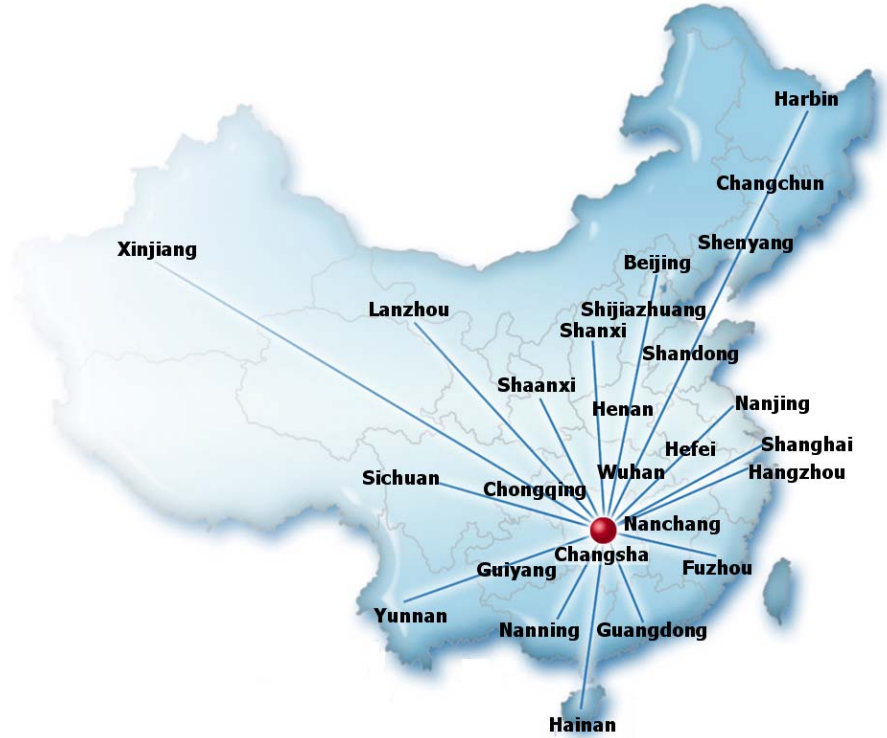 Harbin
Changchun
Shenyang
Xinjiang
Beijing
Lanzhou
Shijiazhuang
Shanxi
Shandong
Shaanxi
Henan
Nanjing
Hefei
Shanghai
Wuhan
Hangzhou
Sichuan
Chongqing
Nanchang
Changsha
Guiyang
Fuzhou
Yunnan
Nanning
Guangdong
Hainan